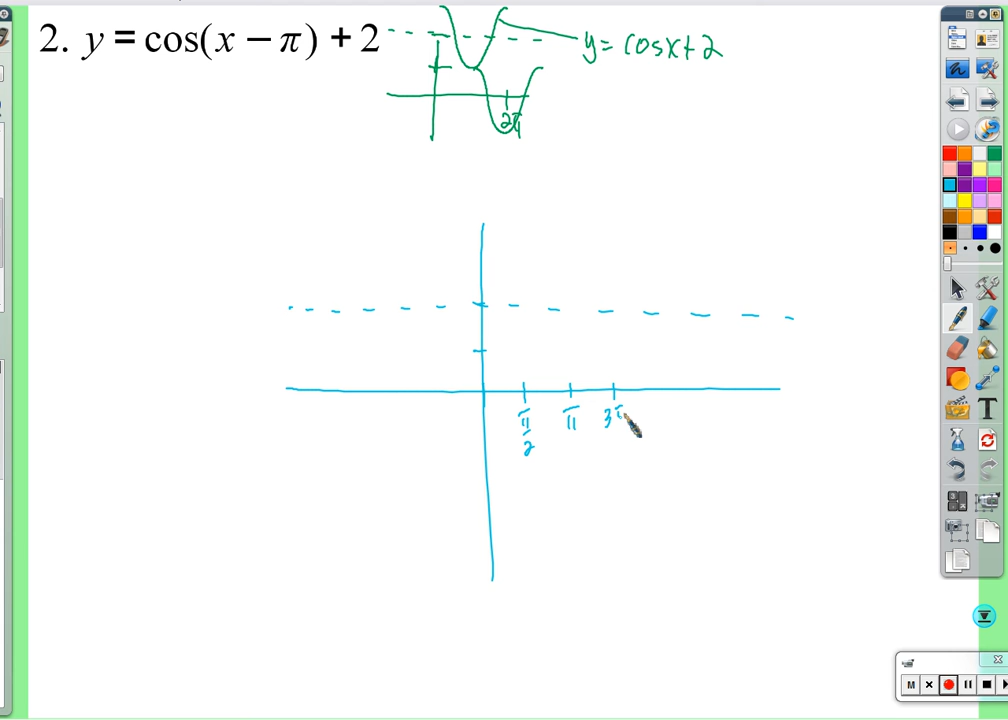 2. y = cos(x − π) + 2
y = cosx + 2
2π
π/2 π 3π
M